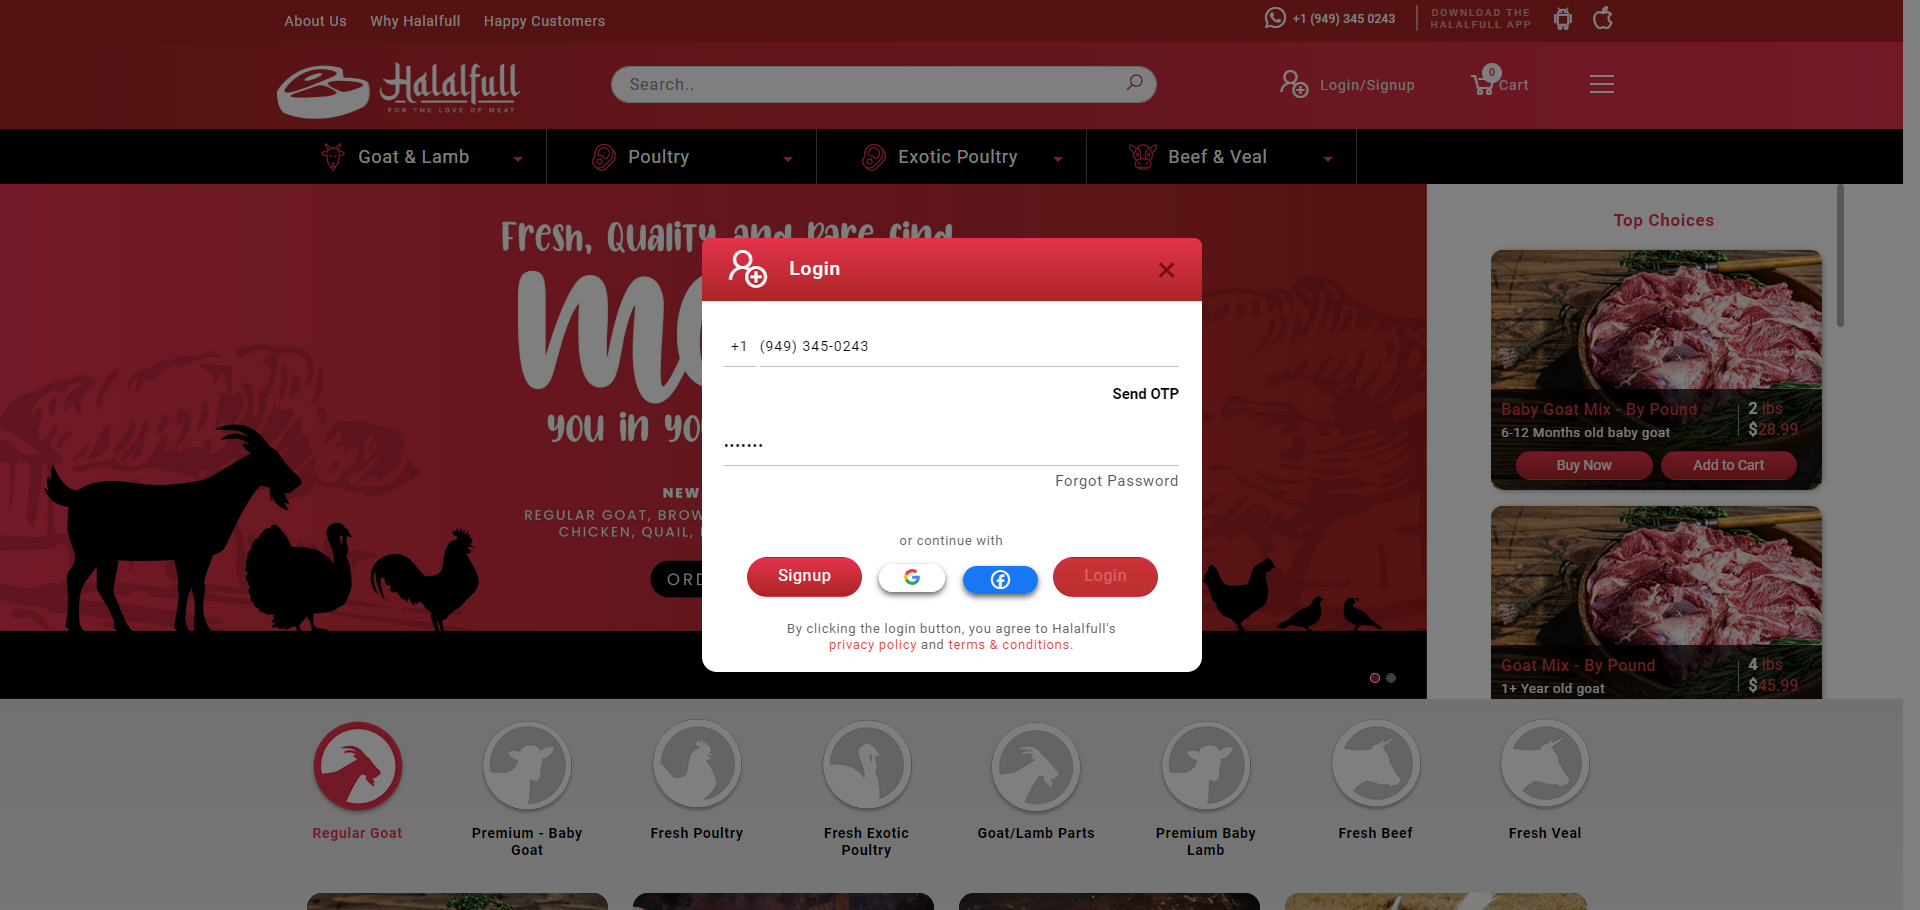 About Us Why Halalfull Happy Customers
+1 (949) 345 0243
DOWNLOAD THE
HALALFULL APP
Halalfull
FOR THE LOVE OF MEAT
Search..
Login/Signup
0
Cart
Goat & Lamb
Poultry
Exotic Poultry
Beef & Veal
Fresh, Quality and Rare find
you in yo
NEW
REGULAR GOAT, BROW
CHICKEN, QUAIL,
ORD
Login
+1 (949) 345-0243
Send OTP
Forgot Password
or continue with
Signup
Login
By clicking the login button, you agree to Halalfull's
privacy policy and terms & conditions.
Top Choices
Baby Goat Mix - By Pound
2 lbs
6-12 Months old baby goat
$28.99
Buy Now
Add to Cart
Goat Mix - By Pound
4 lbs
1+ Year old goat
$45.99
Regular Goat
Premium - Baby
Goat
Fresh Poultry
Fresh Exotic
Poultry
Goat/Lamb Parts
Premium Baby
Lamb
Fresh Beef
Fresh Veal